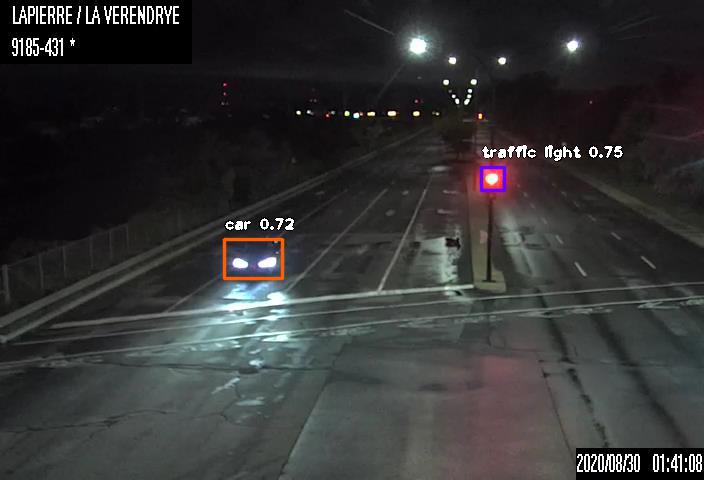 LAPIERRE / LA VERENDRYE
9185-431 *
traffic light 0.75
car 0.72
2020/08/30 01:41:08